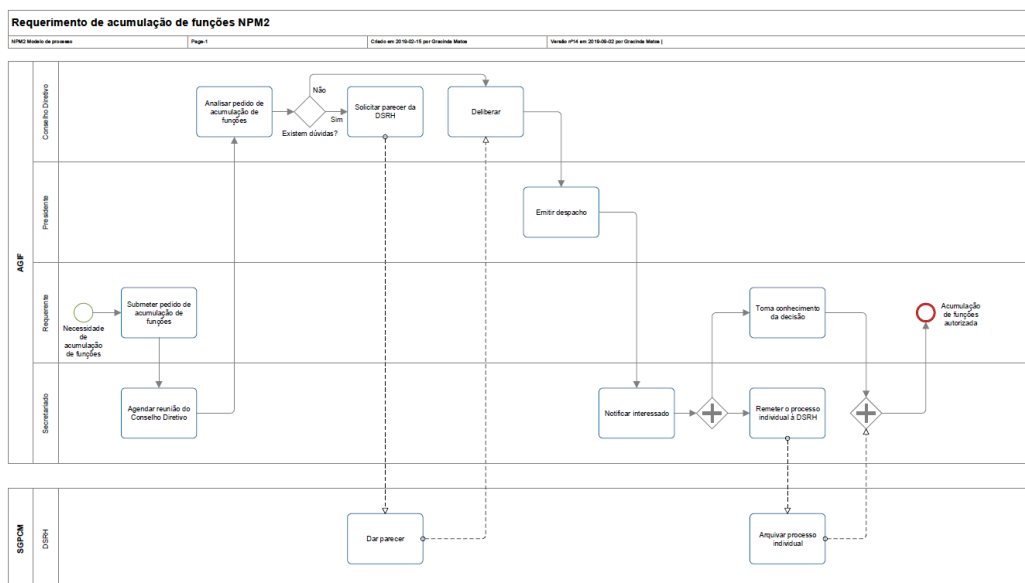 Requerimento de acumulação de funções NPM2
NPM2 Modelo de processo
Page-1
Criado em 2019-02-15 por Gracinda Matos
Versão nº14 em 2019-09-02 por Gracinda Matos |
AGIF
Conselho Diretivo
Analisar pedido de
acumulação de
funções
Não
Sim
Existem dúvidas?
Solicitar parecer da
DSRH
Deliberar
Presidente
Emitir despacho
Requerente
Necessidade
de
acumulação
de funções
Submeter pedido de
acumulação de
funções
Toma conhecimento
da decisão
Acumulação
de funções
autorizada
Secretariado
Agendar reunião do
Conselho Diretivo
Notificar interessado
Remeter o processo
individual à DSRH
SGPCM
DSRH
Dar parecer
Arquivar processo
individual